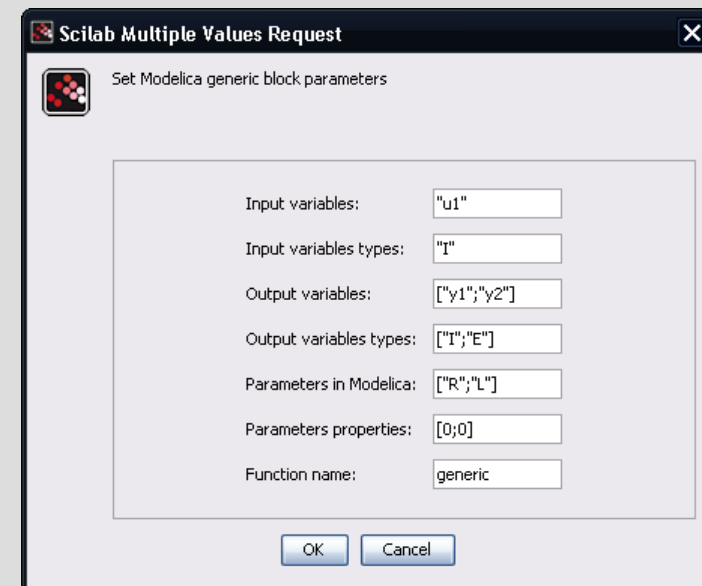 Scilab Multiple Values Request
Set Modelica generic block parameters
Input variables: "u1"
Input variables types: "I"
Output variables: ["y1";"y2"]
Output variables types: ["I";"E"]
Parameters in Modelica: ["R";"L"]
Parameters properties: [0;0]
Function name: generic
OK Cancel